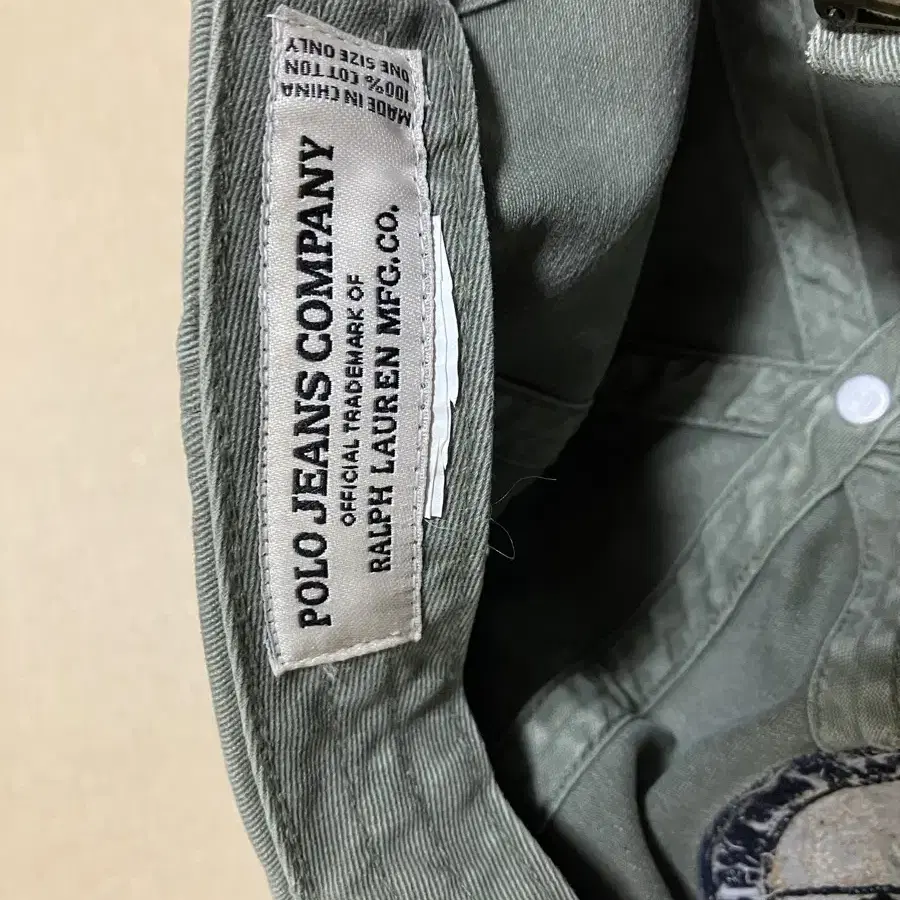 POLO JEANS COMPANY
OFFICIAL TRADEMARK OF
RALPH LAUREN MFG.CO.
MADE IN CHINA
100% COTTON
ONE SIZE ONLY